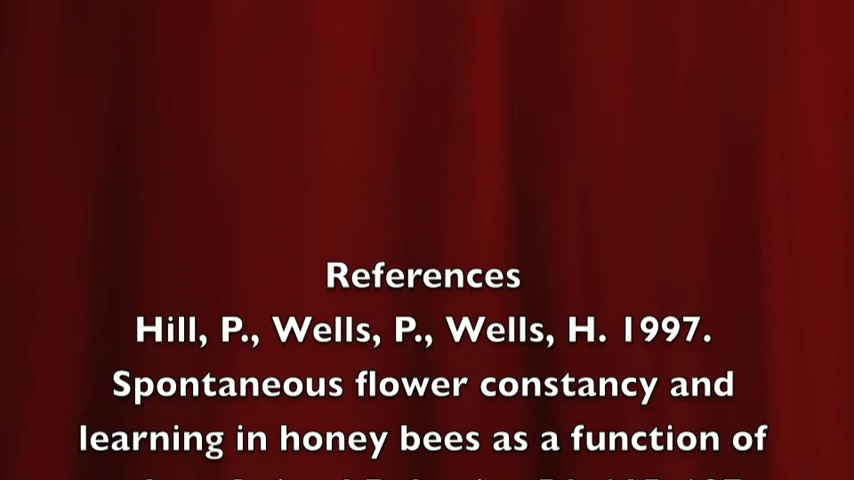 References
Hill, P., Wells, P., Wells, H. 1997.
Spontaneous flower constancy and
learning in honey bees as a function of